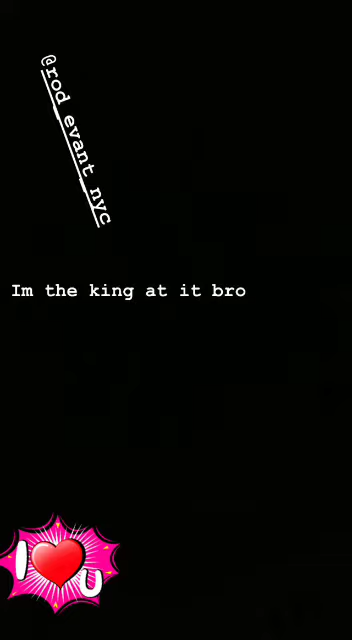 @rod_evant_nyc
Im the king at it bro
I ❤ U